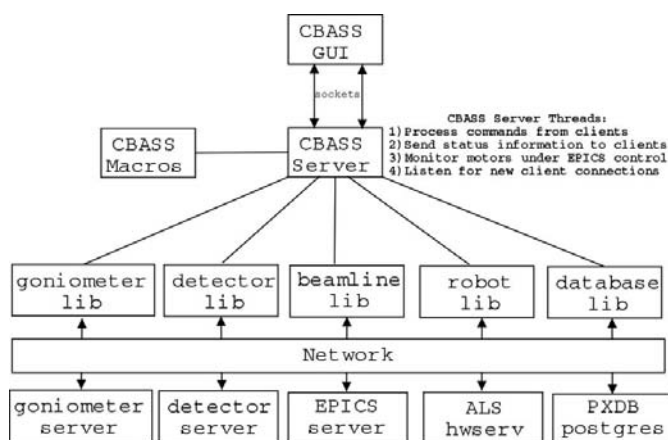 CBASS
GUI
sockets
CBASS Server Threads:
1)Process commands from clients
2)Send status information to clients
3)Monitor motors under EPICS control
4)Listen for new client connections
CBASS
Macros
CBASS
Server
goniometer
lib
detector
lib
beamline
lib
robot
lib
database
lib
Network
goniometer
server
detector
server
EPICS
server
ALS
hwserv
PXDB
postgres